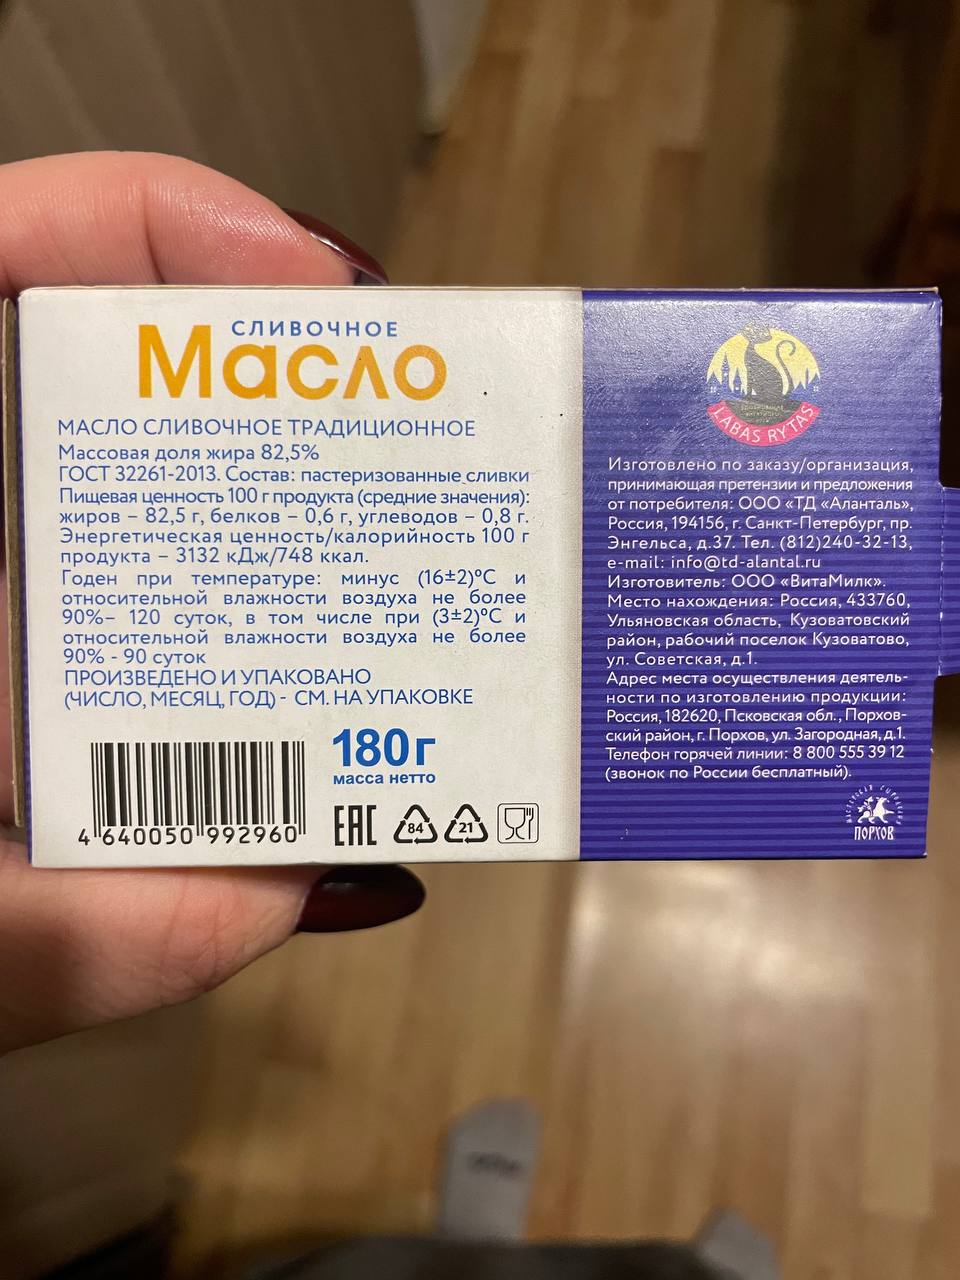 СЛИВОЧНОЕ
Масло
МАСЛО СЛИВОЧНОЕ ТРАДИЦИОННОЕ
Массовая доля жира 82,5%
ГОСТ 32261-2013. Состав: пастеризованные сливки
Пищевая ценность 100 г продукта (средние значения):
жиров – 82,5 г, белков – 0,6 г, углеводов – 0,8 г.
Энергетическая ценность/калорийность 100 г
продукта – 3132 кДж/748 ккал.
Годен при температуре: минус (16±2)ºС и
относительной влажности воздуха не более
90%– 120 суток, в том числе при (3±2)ºС и
относительной влажности воздуха не более
90% - 90 суток
ПРОИЗВЕДЕНО И УПАКОВАНО
(ЧИСЛО, МЕСЯЦ, ГОД) - СМ. НА УПАКОВКЕ
180г
масса нетто
4 640050 992960
EAC
84
21
LABAS RYTAS
Изготовлено по заказу/организация,
принимающая претензии и предложения
от потребителя: ООО «ТД «Аланталь»,
Россия, 194156, г. Санкт-Петербург, пр.
Энгельса, д.37. Тел. (812)240-32-13,
e-mail: info@td-alantal.ru
Изготовитель: ООО «ВитаМилк».
Место нахождения: Россия, 433760,
Ульяновская область, Кузоватовский
район, рабочий поселок Кузоватово,
ул. Советская, д.1.
Адрес места осуществления деятель-
ности по изготовлению продукции:
Россия, 182620, Псковская обл., Порхов-
ский район, г. Порхов, ул. Загородная, д.1.
Телефон горячей линии: 8 800 555 39 12
(звонок по России бесплатный).
ПОРХОВ